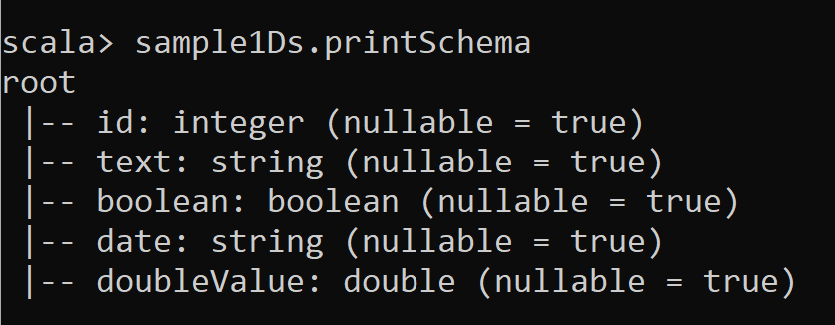 scala> sample1Ds.printSchema
root
 |-- id: integer (nullable = true)
 |-- text: string (nullable = true)
 |-- boolean: boolean (nullable = true)
 |-- date: string (nullable = true)
 |-- doubleValue: double (nullable = true)